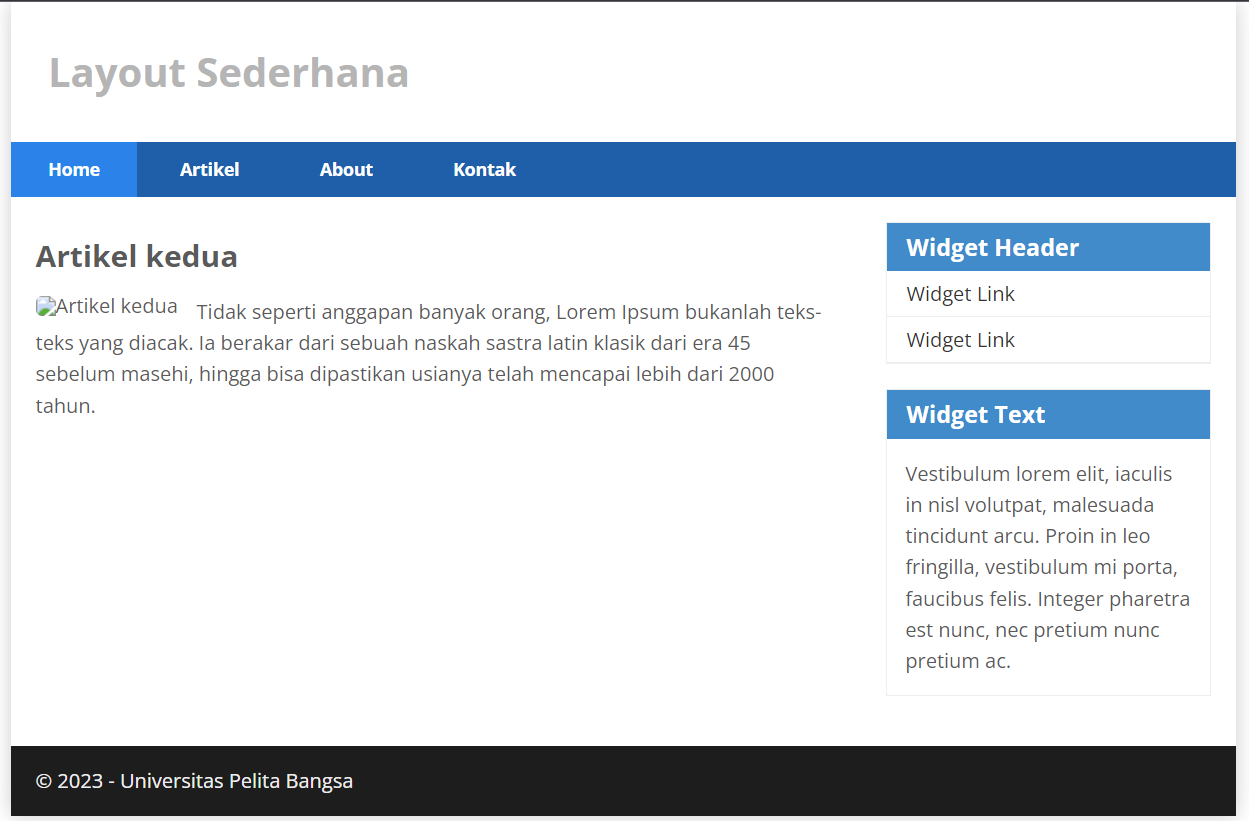 Layout Sederhana
Home Artikel About Kontak
Artikel kedua
Artikel kedua Tidak seperti anggapan banyak orang, Lorem Ipsum bukanlah teks-
teks yang diacak. Ia berakar dari sebuah naskah sastra latin klasik dari era 45
sebelum masehi, hingga bisa dipastikan usianya telah mencapai lebih dari 2000
tahun.
Widget Header
Widget Link
Widget Link
Widget Text
Vestibulum lorem elit, iaculis
in nisl volutpat, malesuada
tincidunt arcu. Proin in leo
fringilla, vestibulum mi porta,
faucibus felis. Integer pharetra
est nunc, nec pretium nunc
pretium ac.
© 2023 - Universitas Pelita Bangsa